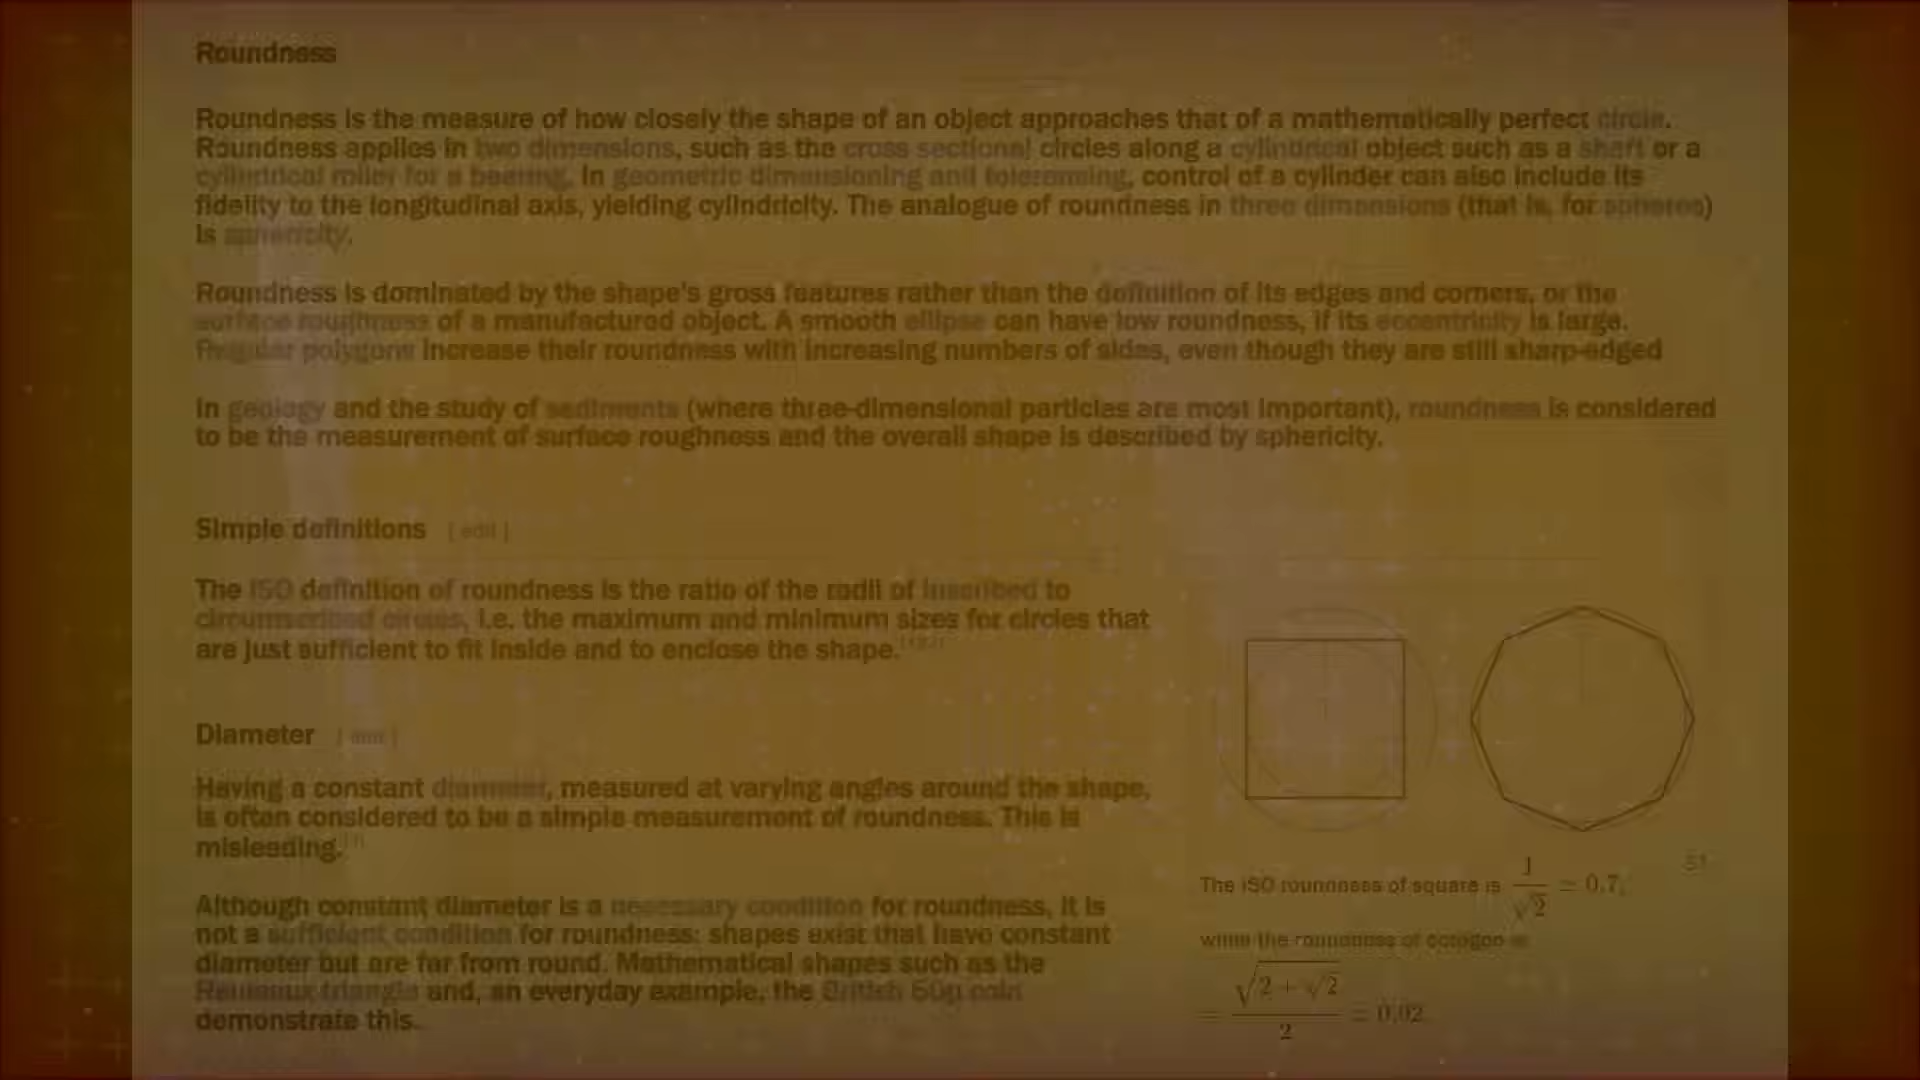 Roundness
Roundness is the measure of how closely the shape of an object approaches that of a mathematically perfect circle.
Roundness applies in two dimensions, such as the cross sectional circles along a cylindrical object such as a shaft or a
cylindrical roller for a bearing. In geometric dimensioning and tolerancing, control of a cylinder can also include its
fidelity to the longitudinal axis, yielding cylindricity. The analogue of roundness in three dimensions (that is, for spheres)
is sphericity.
Roundness is dominated by the shape's gross features rather than the definition of its edges and corners, or the
surface roughness of a manufactured object. A smooth ellipse can have low roundness, if its eccentricity is large.
Regular polygons increase their roundness with increasing numbers of sides, even though they are still sharp-edged
In geology and the study of sediments (where three-dimensional particles are most important), roundness is considered
to be the measurement of surface roughness and the overall shape is described by sphericity.
Simple definitions [ edit ]
The ISO definition of roundness is the ratio of the radii of inscribed to
circumscribed circles, i.e. the maximum and minimum sizes for circles that
are just sufficient to fit inside and to enclose the shape.
Diameter [ edit ]
Having a constant diameter, measured at varying angles around the shape,
is often considered to be a simple measurement of roundness. This is
misleading.
Although constant diameter is a necessary condition for roundness, it is
not a sufficient condition for roundness: shapes exist that have constant
diameter but are far from round. Mathematical shapes such as the
Reuleaux triangle and, an everyday example, the British 50p coin
demonstrate this.
The ISO roundness of square is 1/√2 = 0.7,
while the roundness of octagon is
= √(2 + √2)/2 = 0.92.